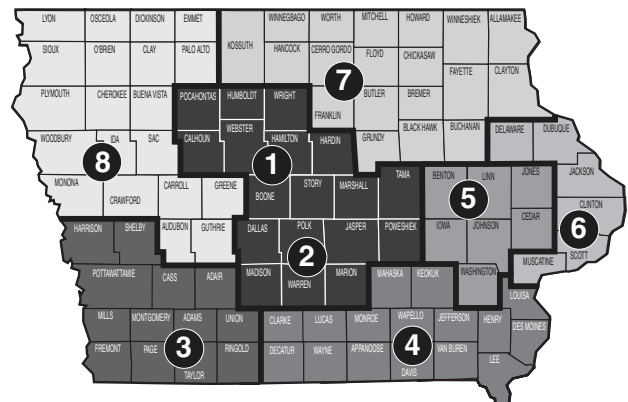 LYON OSCEOLA DICKINSON EMMET WINNEBAGO WORTH MITCHELL HOWARD WINNESHIEK ALLAMAKEE
SIOUX O'BRIEN CLAY PALO ALTO KOSSUTH HANCOCK CERRO GORDO FLOYD CHICKASAW
PLYMOUTH CHEROKEE BUENA VISTA POCAHONTAS HUMBOLDT WRIGHT 7 BUTLER BREMER FAYETTE CLAYTON
FRANKLIN
WOODBURY IDA SAC CALHOUN WEBSTER HAMILTON HARDIN GRUNDY BLACK HAWK BUCHANAN DELAWARE DUBUQUE
8 1
MONONA CRAWFORD CARROLL GREENE BOONE STORY MARSHALL TAMA BENTON LINN JONES JACKSON
5 CLINTON
HARRISON SHELBY AUDUBON GUTHRIE DALLAS POLK JASPER POWESHIEK IOWA JOHNSON CEDAR 6
2 SCOTT
POTTAWATTAMIE CASS ADAIR MADISON WARREN MARION MAHASKA KEOKUK WASHINGTON MUSCATINE
LOUISA
MILLS MONTGOMERY ADAMS UNION CLARKE LUCAS MONROE WAPELLO JEFFERSON HENRY DES MOINES
3 4
FREMONT PAGE TAYLOR RINGOLD DECATUR WAYNE APPANOOSE DAVIS VAN BUREN LEE